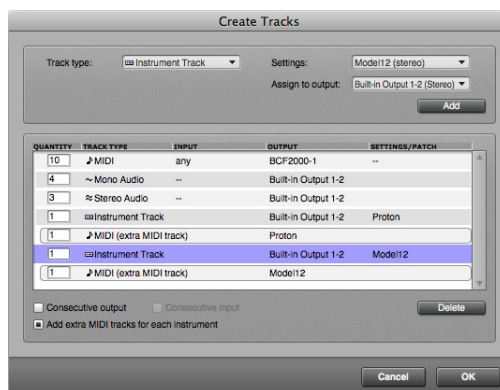 Create Tracks
Track type: Instrument Track Settings: Model12 (stereo)
Assign to output: Built-in Output 1-2 (Stereo)
Add
QUANTITY TRACK TYPE INPUT OUTPUT SETTINGS/PATCH
10 MIDI any BCF2000-1 --
4 Mono Audio -- Built-in Output 1-2
3 Stereo Audio -- Built-in Output 1-2
1 Instrument Track Built-in Output 1-2 Proton
1 MIDI (extra MIDI track) Proton
1 Instrument Track Built-in Output 1-2 Model12
1 MIDI (extra MIDI track) Model12
Consecutive output Consecutive input Delete
Add extra MIDI tracks for each instrument
Cancel OK